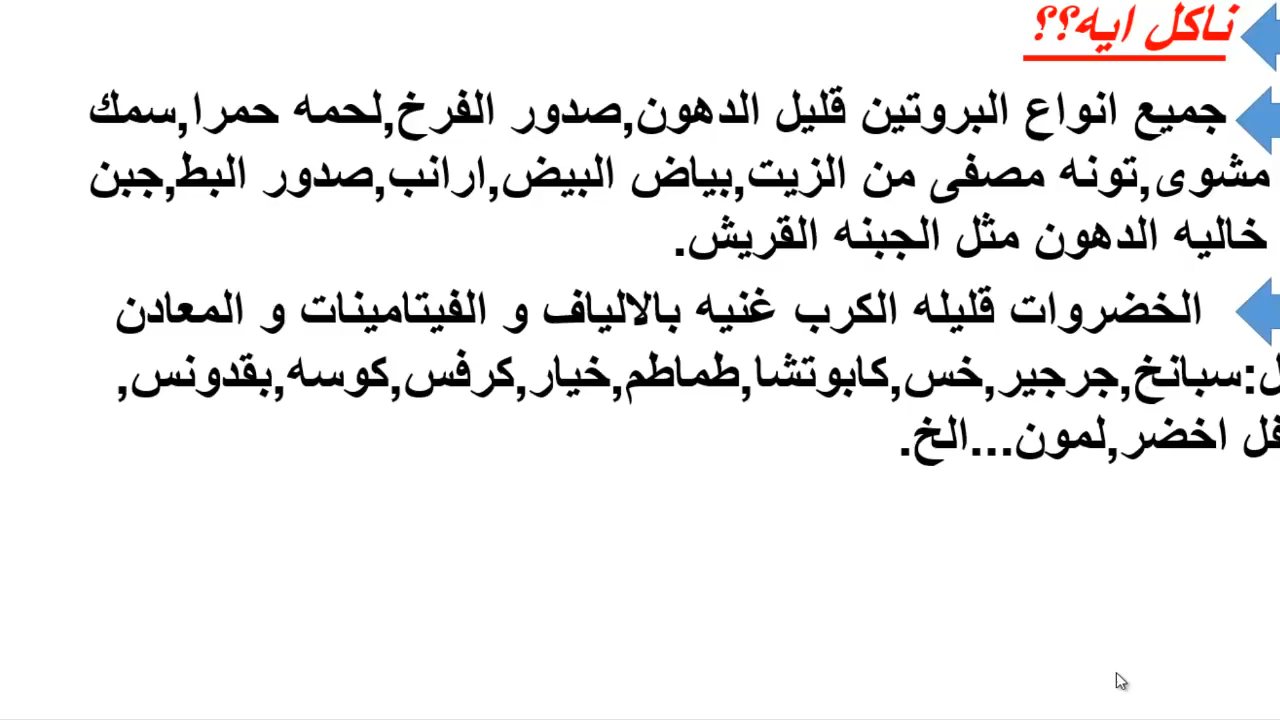 ناكل ايه؟؟
جميع انواع البروتين قليل الدهون,صدور الفرخ,لحمه حمرا,سمك
مشوى,تونه مصفى من الزيت,بياض البيض,ارانب,صدور البط,جبن
خاليه الدهون مثل الجبنه القريش.
الخضروات قليله الكرب غنيه بالالياف و الفيتامينات و المعادن
:سبانخ,جرجير,خس,كابوتشا,طماطم,خيار,كرفس,كوسه,بقدونس,
اخضر,لمون...الخ.